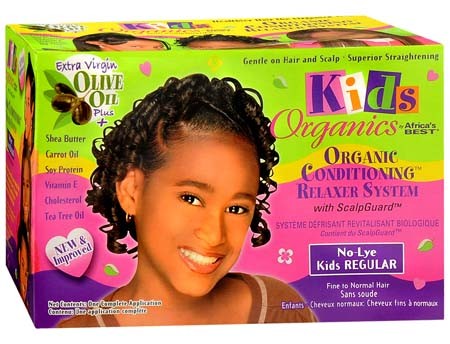 Gentle on Hair and Scalp • Superior Straightening
Extra Virgin
OLIVE
OIL
Plus
+
Shea Butter
Carrot Oil
Soy Protein
Vitamin E
Cholesterol
Tea Tree Oil
NEW &
Improved
Kids
Organics
by Africa's
BEST®
ORGANIC
CONDITIONING™
RELAXER SYSTEM
with ScalpGuard™
SYSTÈME DÉFRISANT REVITALISANT BIOLOGIQUE
Contient du ScalpGuard™
No-Lye
Kids REGULAR
Fine to Normal Hair
Sans soude
Enfants: Cheveux normaux: Cheveux fins à normaux
Net Contents: One Complete Application
Contenu: Une application complète